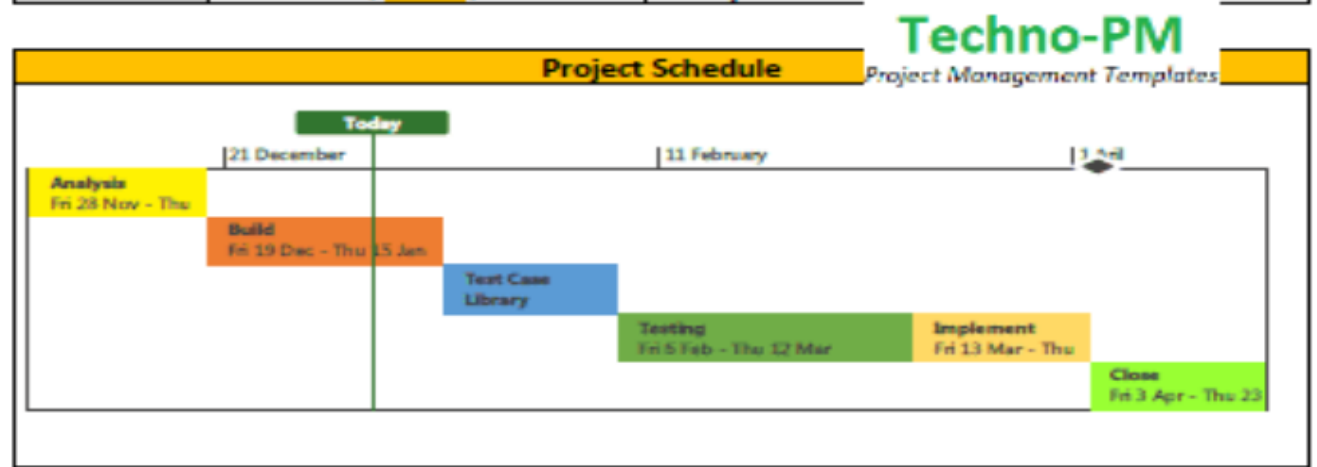 Techno-PM
Project Schedule
Project Management Templates
Today
21 December
11 February
Analysis
Fri 28 Nov - Thu
Build
Fri 19 Dec - Thu 15 Jan
Test Case
Library
Testing
Fri 6 Feb - Thu 12 Mar
Implement
Fri 13 Mar - Thu
Close
Fri 3 Apr - Thu 23